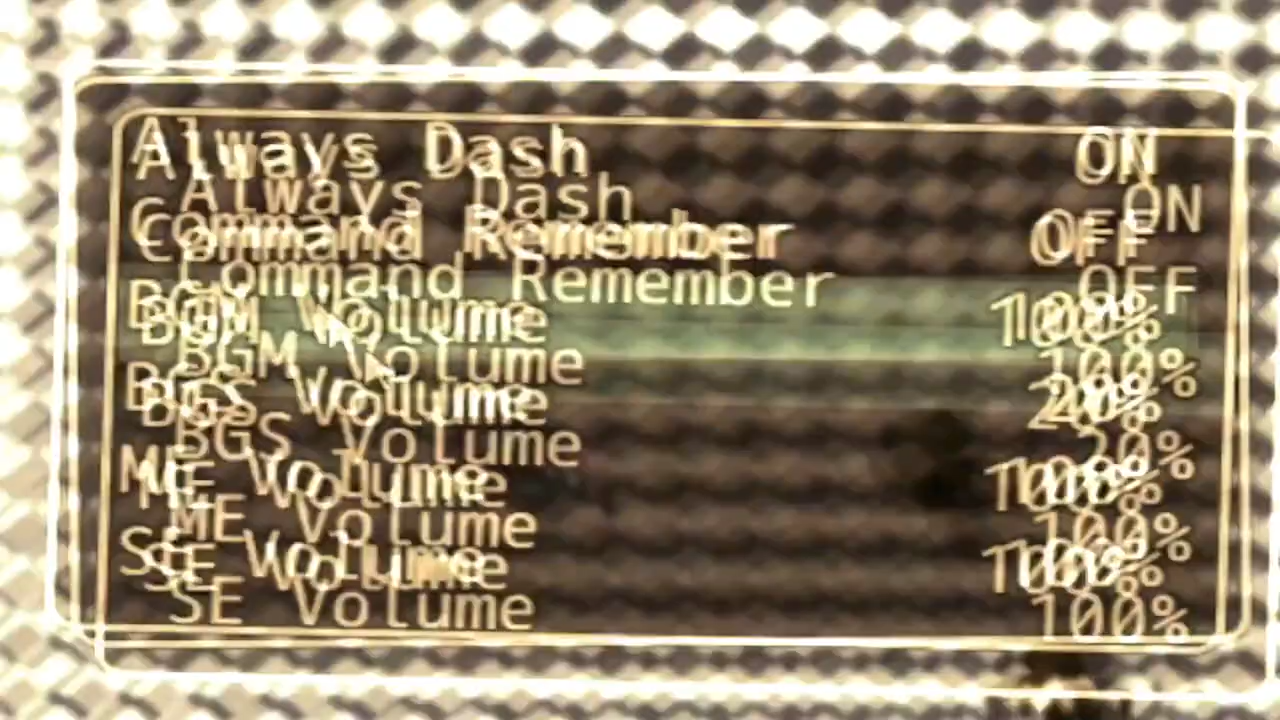 Always Dash ON
Command Remember OFF
BGM Volume 100%
BGS Volume 20%
ME Volume 100%
SE Volume 100%